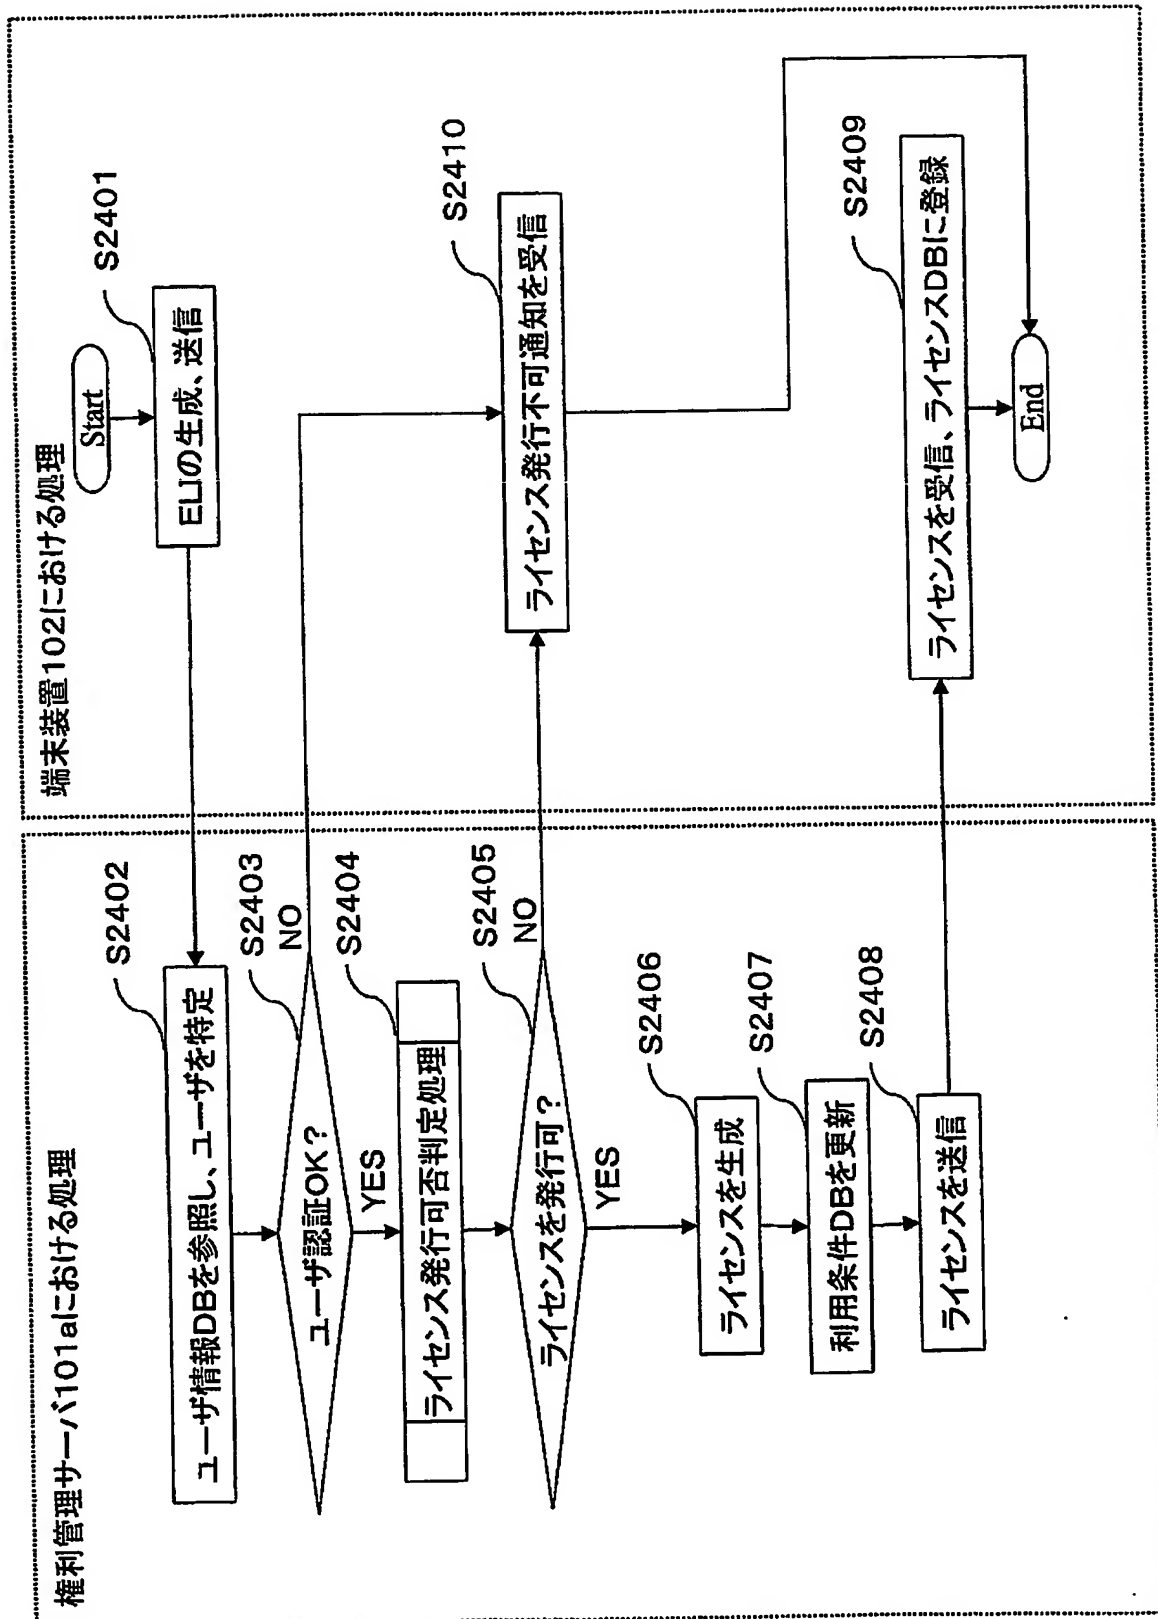 権利管理サーバ101aにおける処理
端末装置102における処理
Start
S2401
ELIの生成、送信
S2402
ユーザ情報DBを参照し、ユーザを特定
S2403
ユーザ認証OK？
NO
YES
S2404
ライセンス発行可否判定処理
S2405
ライセンスを発行可？
NO
YES
S2410
ライセンス発行不可通知を受信
S2406
ライセンスを生成
S2407
利用条件DBを更新
S2408
ライセンスを送信
S2409
ライセンスを受信、ライセンスDBに登録
End